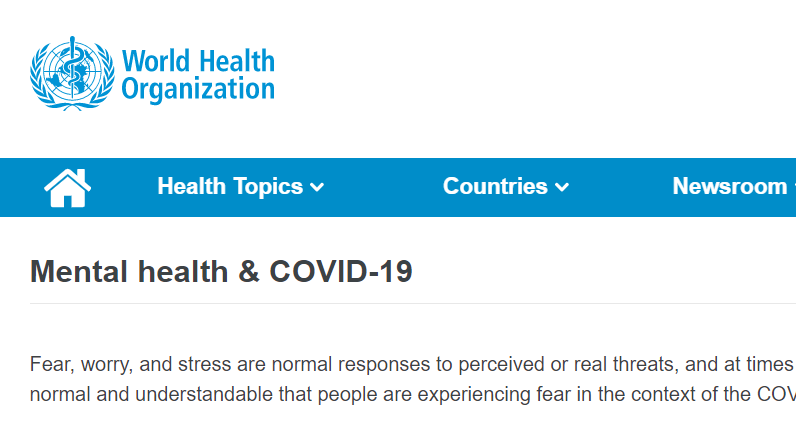 World Health
Organization
Health Topics Countries Newsroom
Mental health & COVID-19
Fear, worry, and stress are normal responses to perceived or real threats, and at times
normal and understandable that people are experiencing fear in the context of the COV